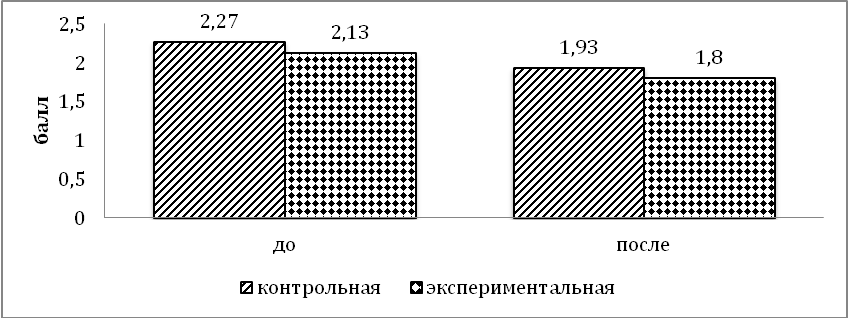 2,5
2
1,5
1
0,5
0
балл
2,27
2,13
1,93
1,8
до
после
контрольная
экспериментальная